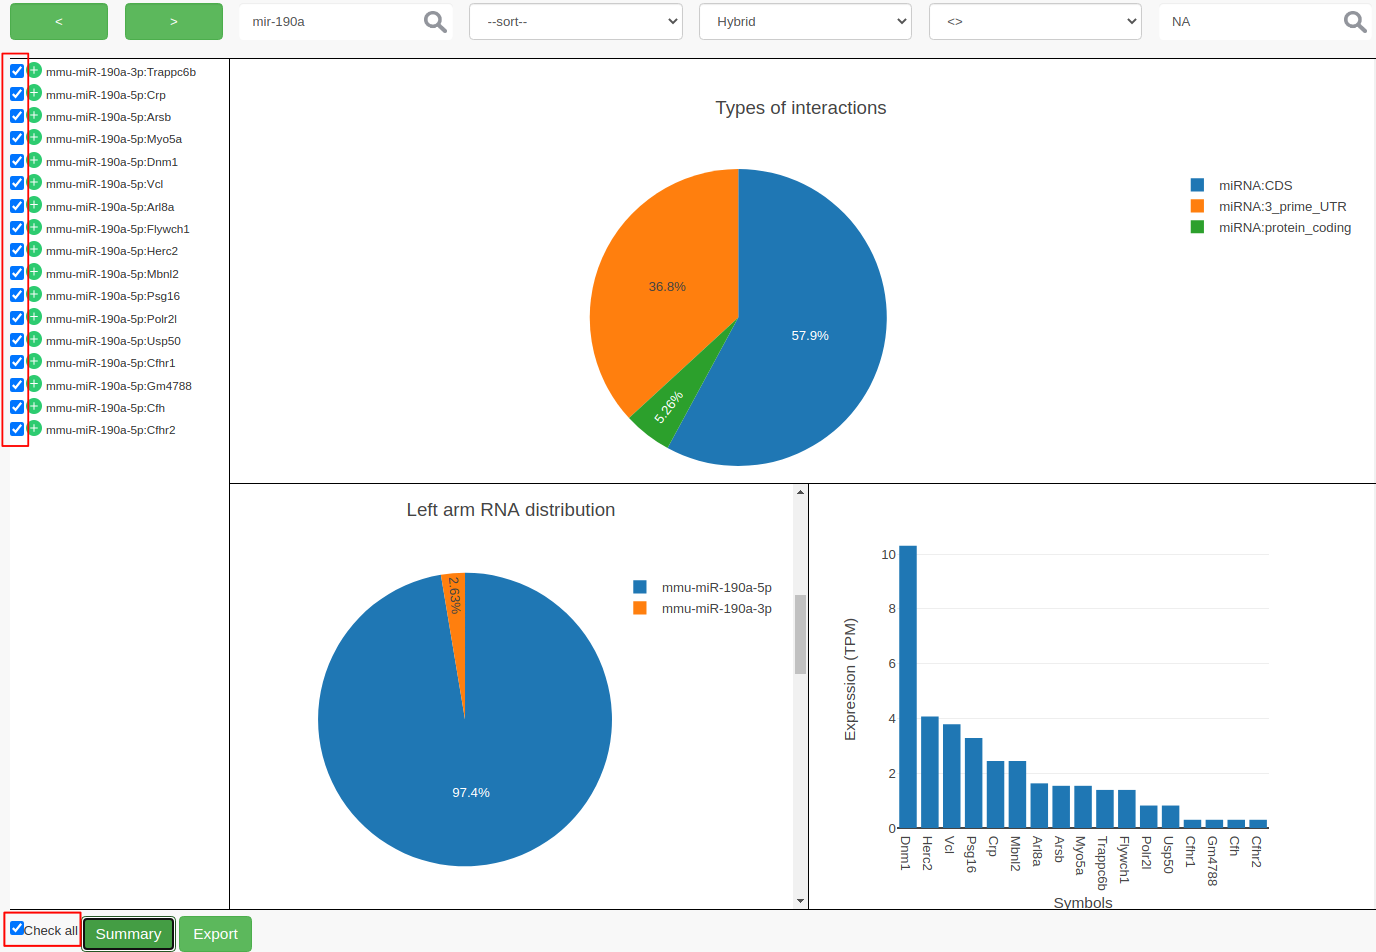 <
>
mir-190a
--sort--
Hybrid
<>
NA
mmu-miR-190a-3p:Trappc6b
mmu-miR-190a-5p:Crp
mmu-miR-190a-5p:Arsb
mmu-miR-190a-5p:Myo5a
mmu-miR-190a-5p:Dnm1
mmu-miR-190a-5p:Vcl
mmu-miR-190a-5p:Arl8a
mmu-miR-190a-5p:Flywch1
mmu-miR-190a-5p:Herc2
mmu-miR-190a-5p:Mbnl2
mmu-miR-190a-5p:Psg16
mmu-miR-190a-5p:Polr2l
mmu-miR-190a-5p:Usp50
mmu-miR-190a-5p:Cfhr1
mmu-miR-190a-5p:Gm4788
mmu-miR-190a-5p:Cfh
mmu-miR-190a-5p:Cfhr2
Types of interactions
miRNA:CDS
miRNA:3_prime_UTR
miRNA:protein_coding
36.8%
57.9%
5.26%
Left arm RNA distribution
mmu-miR-190a-5p
mmu-miR-190a-3p
2.63%
97.4%
Expression (TPM)
10
8
6
4
2
0
Dnm1
Herc2
Vcl
Psg16
Crp
Mbnl2
Arl8a
Arsb
Myo5a
Trappc6b
Flywch1
Polr2l
Usp50
Cfhr1
Gm4788
Cfh
Cfhr2
Symbols
Check all
Summary
Export